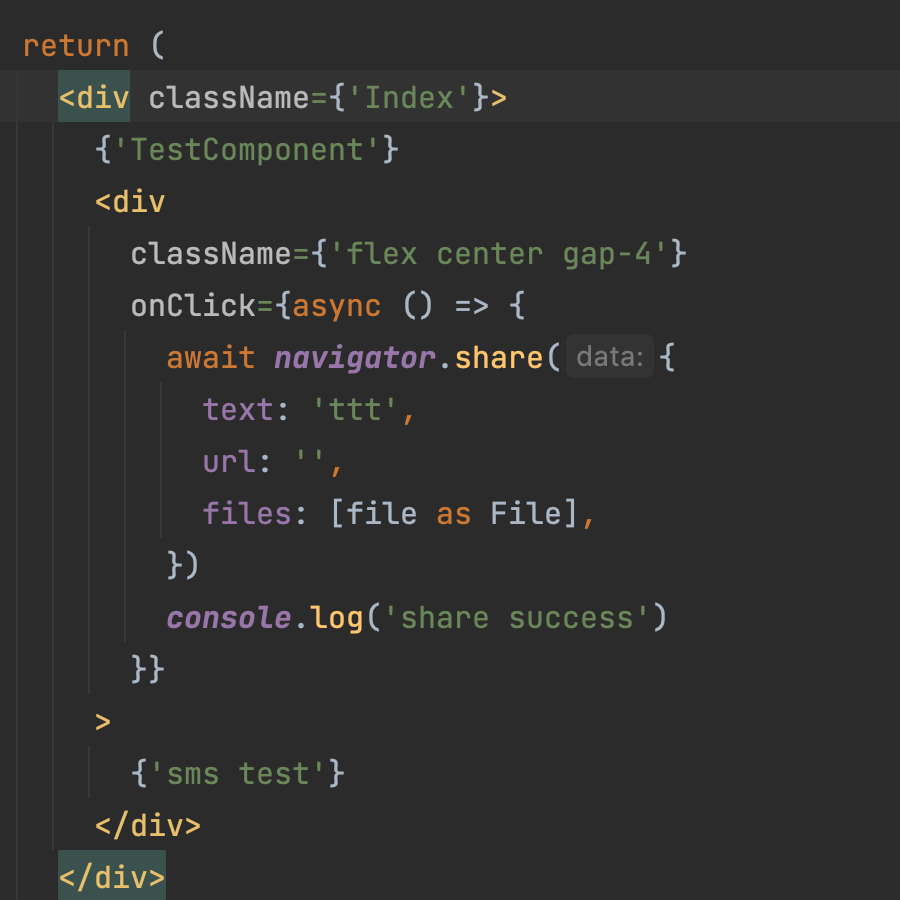 return (
<div className={'Index'}>
{'TestComponent'}
<div
className={'flex center gap-4'}
onClick={async () => {
await navigator.share( data: {
text: 'ttt',
url: '',
files: [file as File],
})
console.log('share success')
}}
>
{'sms test'}
</div>
</div>